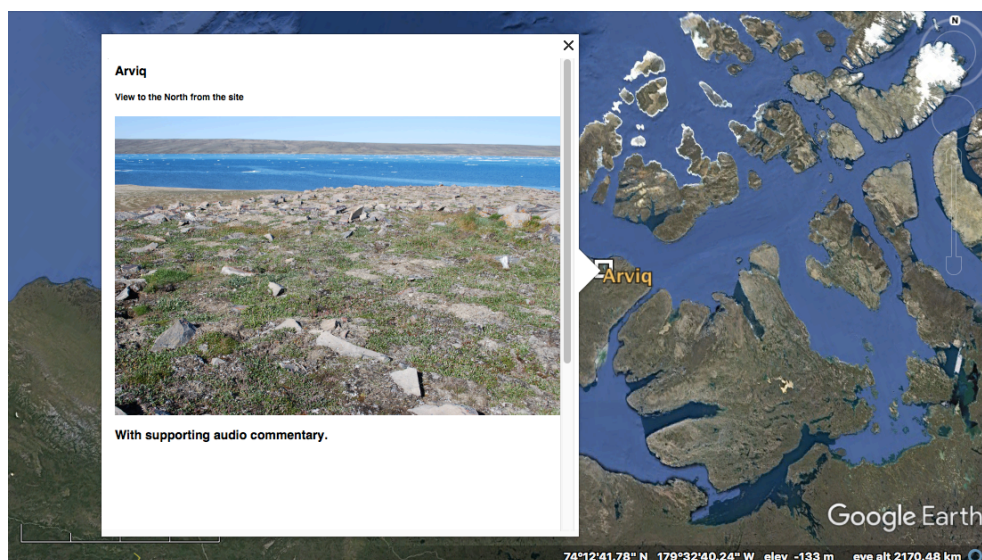 N
Arviq
View to the North from the site
Arviq
With supporting audio commentary.
Google Earth
74°12'41.78" N 179°32'40.24" W elev -133 m eye alt 2170.48 km